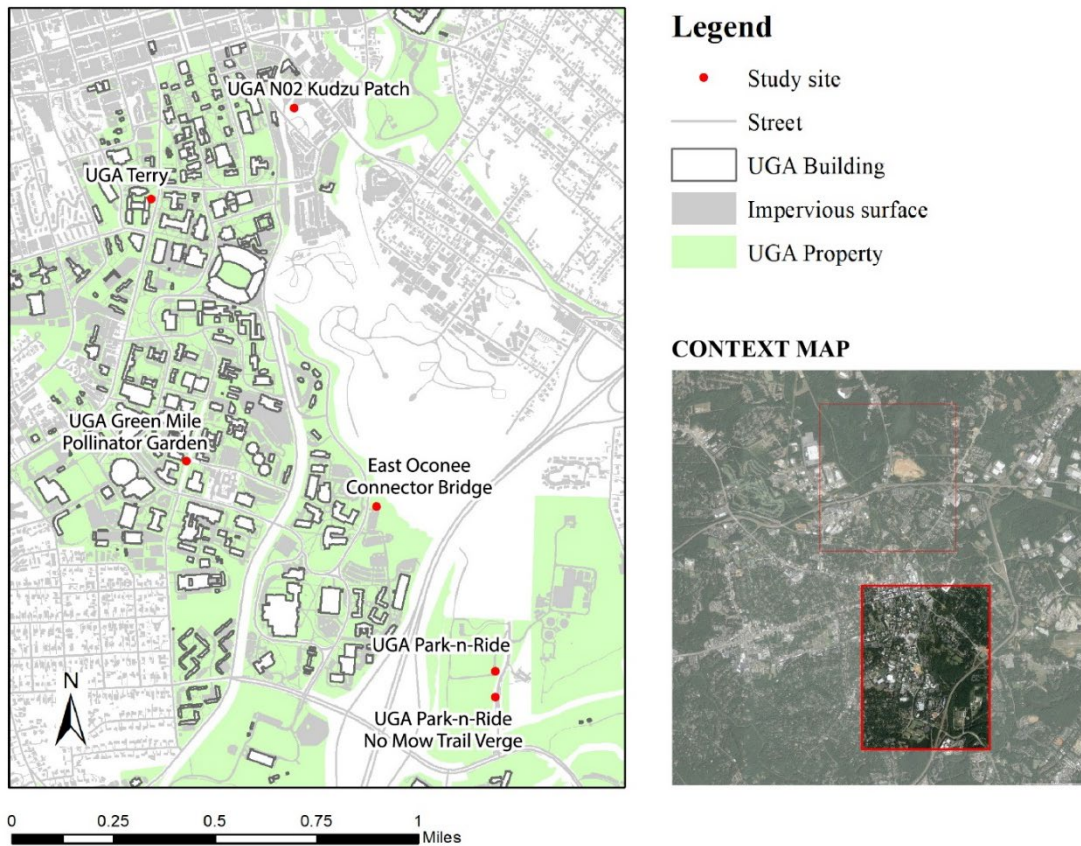 UGA N02 Kudzu Patch
UGA Terry
UGA Green Mile
Pollinator Garden
East Oconee
Connector Bridge
UGA Park-n-Ride
UGA Park-n-Ride
No Mow Trail Verge
N
0 0.25 0.5 0.75 1
Miles
Legend
Study site
Street
UGA Building
Impervious surface
UGA Property
CONTEXT MAP